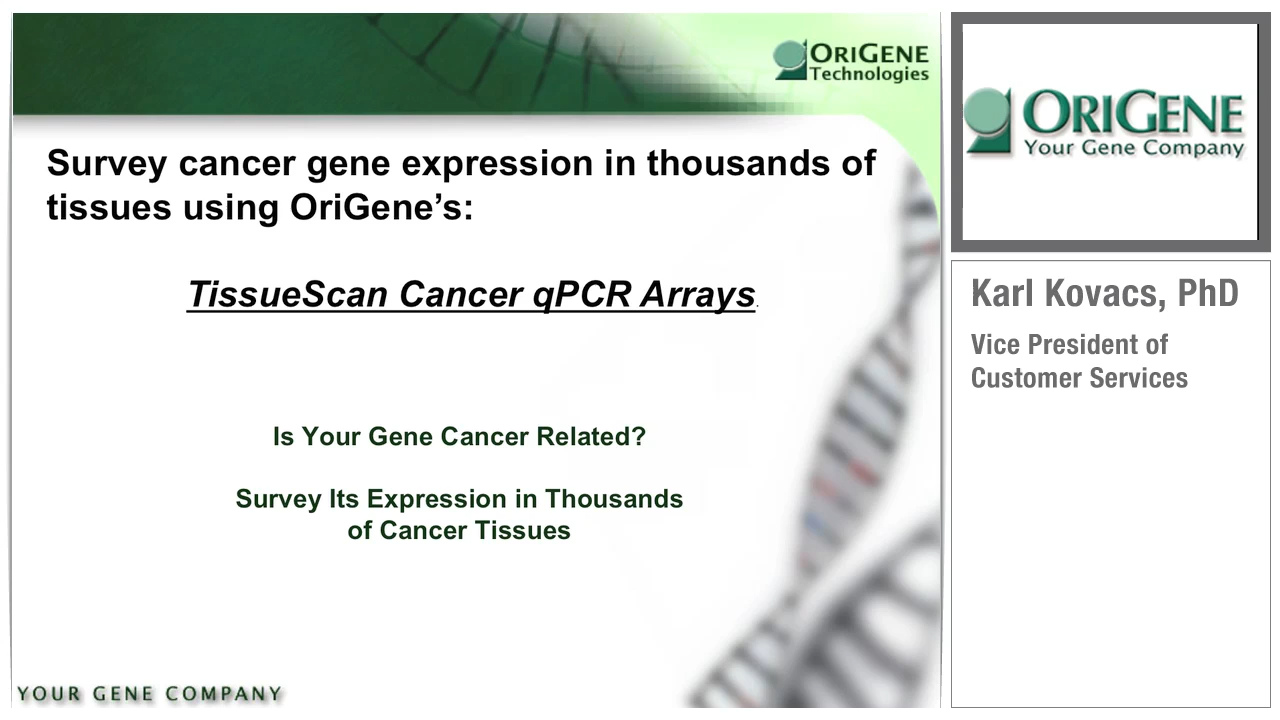 ORIGENE
Technologies
Survey cancer gene expression in thousands of
tissues using OriGene’s:
TissueScan Cancer qPCR Arrays.
Is Your Gene Cancer Related?
Survey Its Expression in Thousands
of Cancer Tissues
YOUR GENE COMPANY
ORIGENE
Your Gene Company
Karl Kovacs, PhD
Vice President of
Customer Services